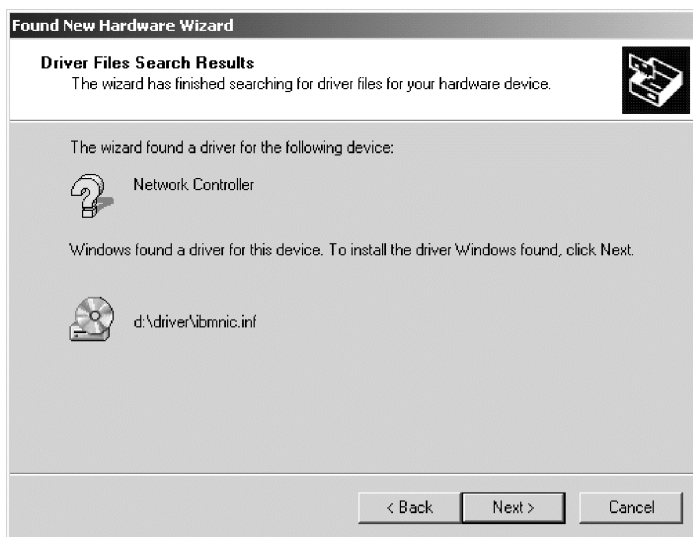 Found New Hardware Wizard
Driver Files Search Results
The wizard has finished searching for driver files for your hardware device.
The wizard found a driver for the following device:
Network Controller
Windows found a driver for this device. To install the driver Windows found, click Next.
d:\driver\ibmnic.inf
< Back Next > Cancel